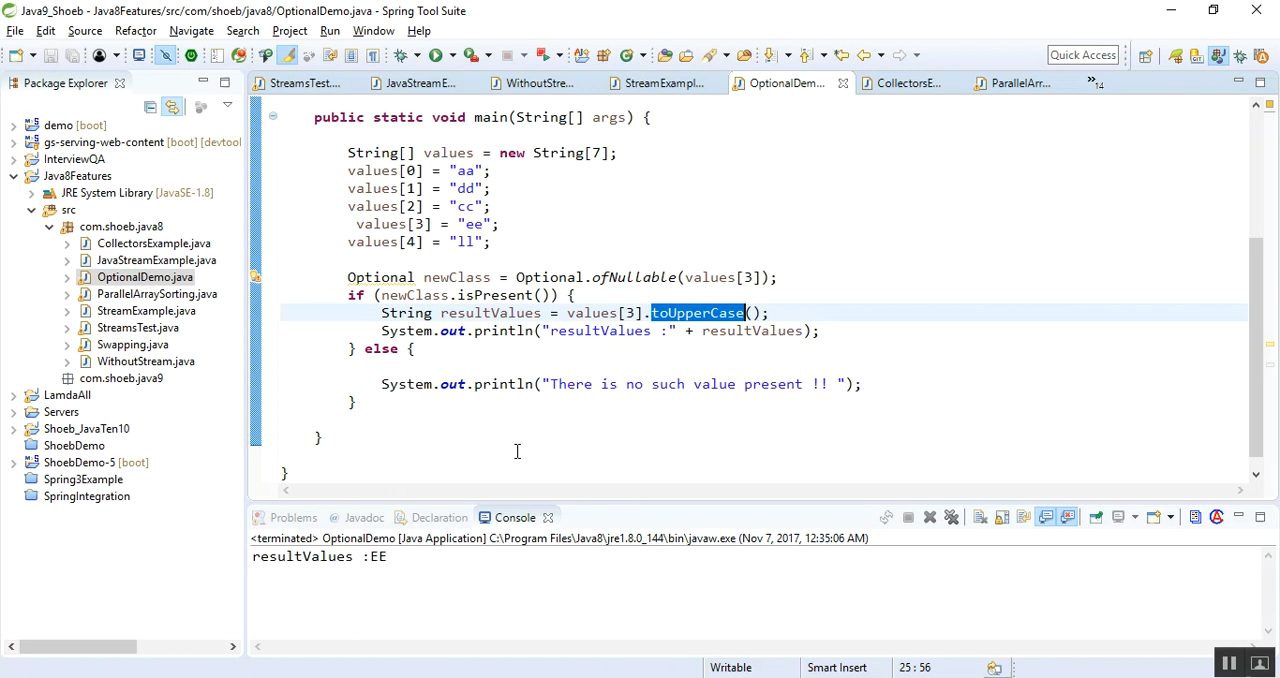 Java9_Shoeb - Java8Features/src/com/shoeb/java8/OptionalDemo.java - Spring Tool Suite
File Edit Source Refactor Navigate Search Project Run Window Help
Quick Access
Package Explorer
StreamsTest....
JavaStreamE...
WithoutStre...
StreamExampl...
OptionalDem...
CollectorsE...
ParallelArr...
»14
demo [boot]
gs-serving-web-content [boot] [devtool
InterviewQA
Java8Features
JRE System Library [JavaSE-1.8]
src
com.shoeb.java8
CollectorsExample.java
JavaStreamExample.java
OptionalDemo.java
ParallelArraySorting.java
StreamExample.java
StreamsTest.java
Swapping.java
WithoutStream.java
com.shoeb.java9
LamdaAll
Servers
Shoeb_JavaTen10
ShoebDemo
ShoebDemo-5 [boot]
Spring3Example
SpringIntegration
public static void main(String[] args) {
String[] values = new String[7];
values[0] = "aa";
values[1] = "dd";
values[2] = "cc";
values[3] = "ee";
values[4] = "ll";
Optional newClass = Optional.ofNullable(values[3]);
if (newClass.isPresent()) {
String resultValues = values[3].toUpperCase();
System.out.println("resultValues :" + resultValues);
} else {
System.out.println("There is no such value present !! ");
}
}
}
Problems
@ Javadoc
Declaration
Console
<terminated> OptionalDemo [Java Application] C:\Program Files\Java8\jre1.8.0_144\bin\javaw.exe (Nov 7, 2017, 12:35:06 AM)
resultValues :EE
Writable
Smart Insert
25 : 56